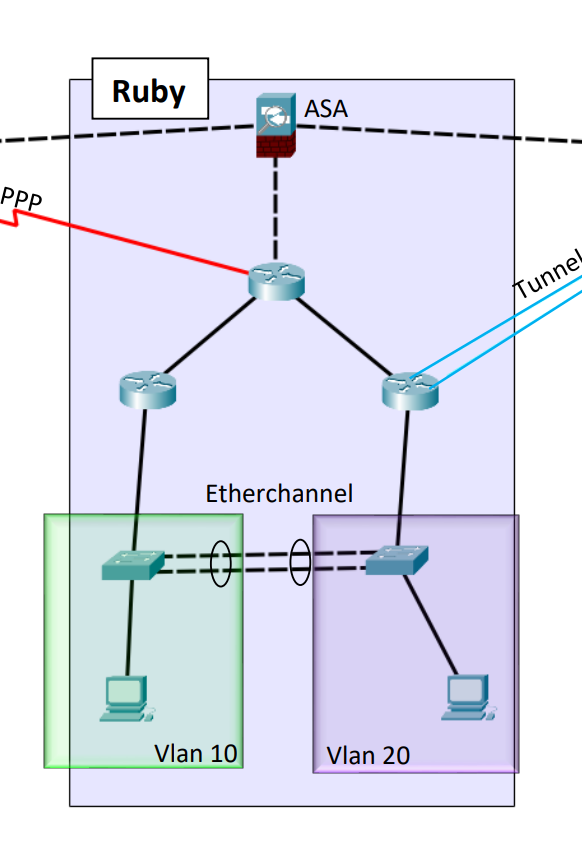 Ruby
ASA
PPP
Tunnel
Etherchannel
Vlan 10
Vlan 20